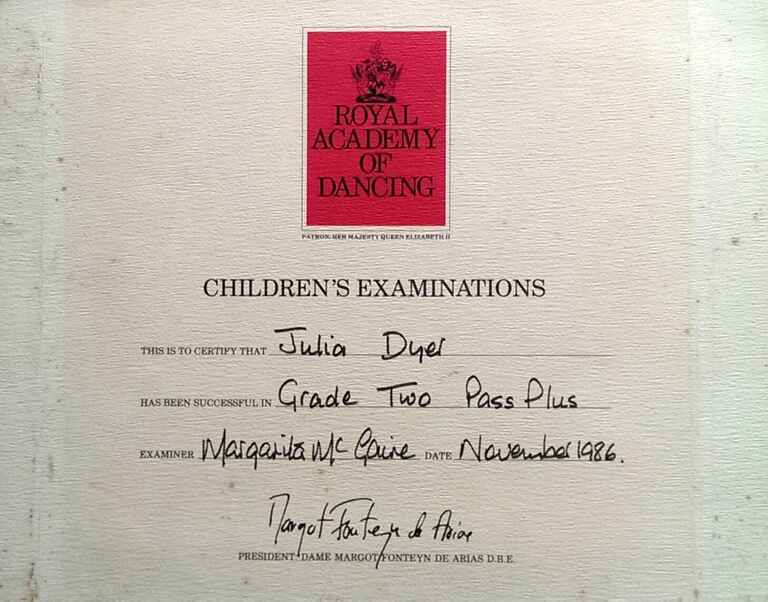 ROYAL
ACADEMY
OF
DANCING
PATRON: HER MAJESTY QUEEN ELIZABETH II
CHILDREN'S EXAMINATIONS
THIS IS TO CERTIFY THAT Julia Dyer
HAS BEEN SUCCESSFUL IN Grade Two Pass Plus
EXAMINER Margarita Mc Gaire DATE November 1986.
Margot Fonteyn de Arias
PRESIDENT: DAME MARGOT FONTEYN DE ARIAS D.B.E.